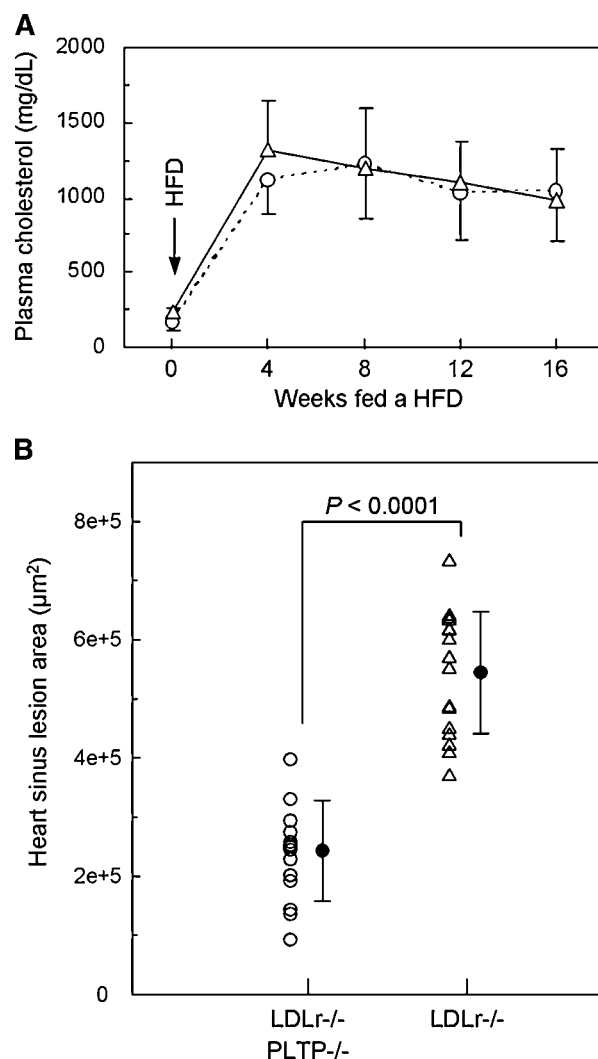 A
Plasma cholesterol (mg/dL)
2000
1500
1000
500
0
HFD
0 4 8 12 16
Weeks fed a HFD
B
Heart sinus lesion area (µm²)
P < 0.0001
8e+5
6e+5
4e+5
2e+5
0
LDLr-/- LDLr-/-
PLTP-/-